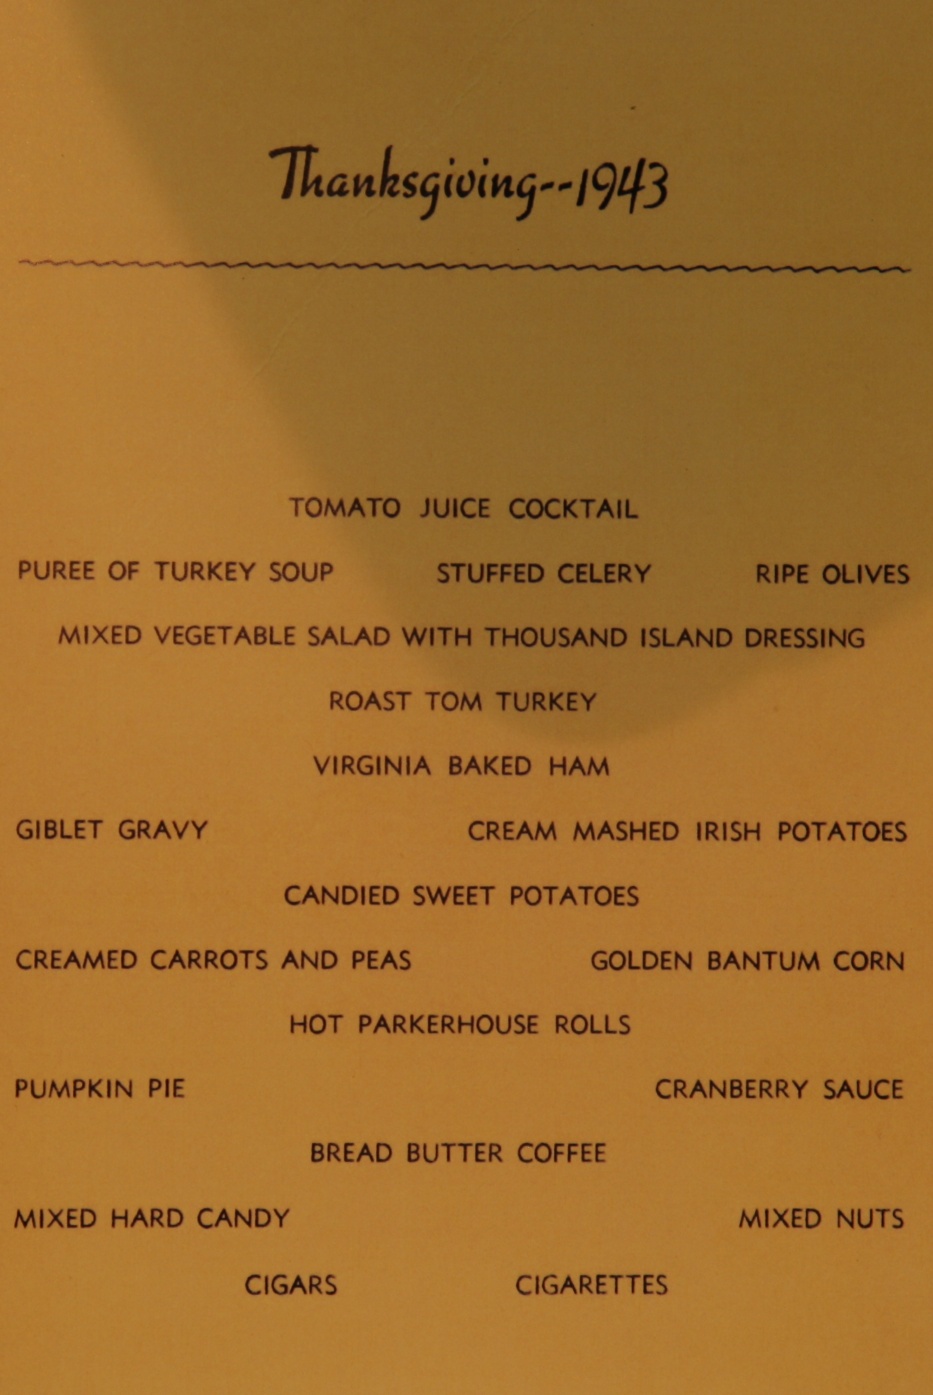 Thanksgiving--1943
TOMATO JUICE COCKTAIL
PUREE OF TURKEY SOUP STUFFED CELERY RIPE OLIVES
MIXED VEGETABLE SALAD WITH THOUSAND ISLAND DRESSING
ROAST TOM TURKEY
VIRGINIA BAKED HAM
GIBLET GRAVY CREAM MASHED IRISH POTATOES
CANDIED SWEET POTATOES
CREAMED CARROTS AND PEAS GOLDEN BANTUM CORN
HOT PARKERHOUSE ROLLS
PUMPKIN PIE CRANBERRY SAUCE
BREAD BUTTER COFFEE
MIXED HARD CANDY MIXED NUTS
CIGARS CIGARETTES